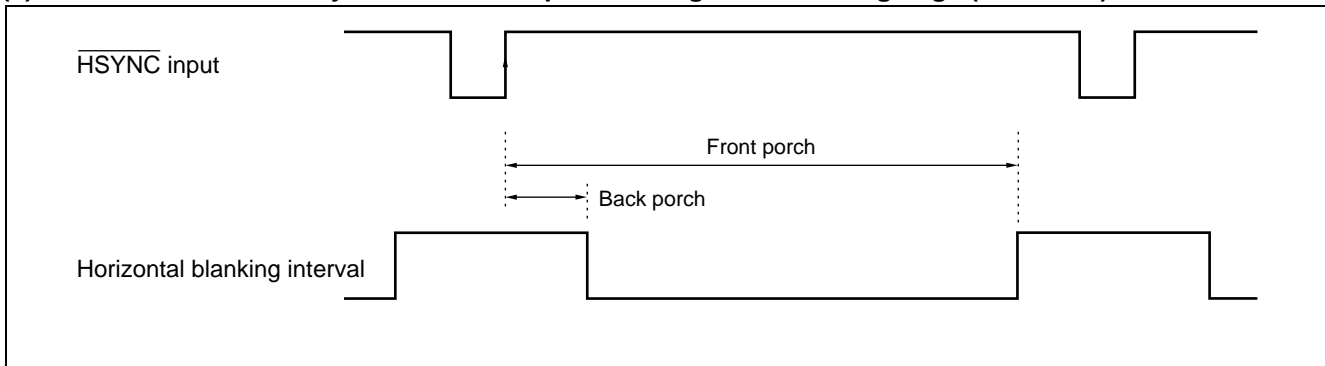 HSYNC input
Front porch
Back porch
Horizontal blanking interval